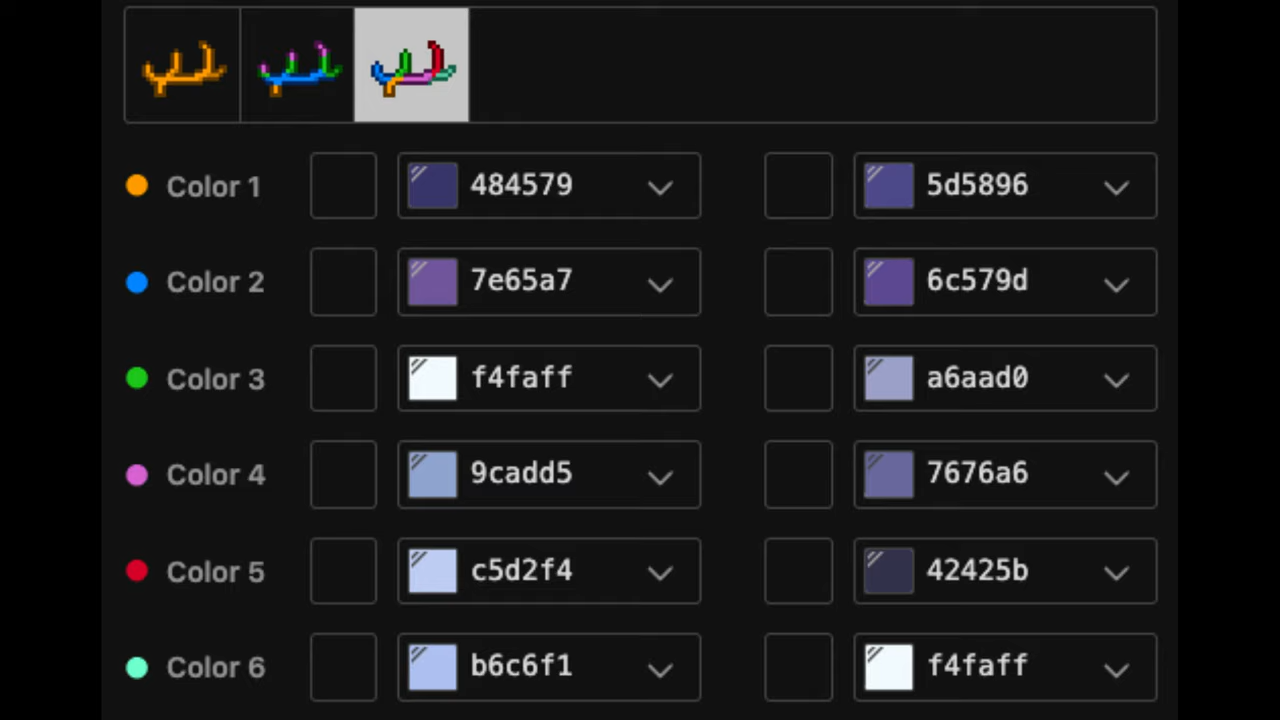 Color 1 484579 5d5896
Color 2 7e65a7 6c579d
Color 3 f4faff a6aad0
Color 4 9cadd5 7676a6
Color 5 c5d2f4 42425b
Color 6 b6c6f1 f4faff